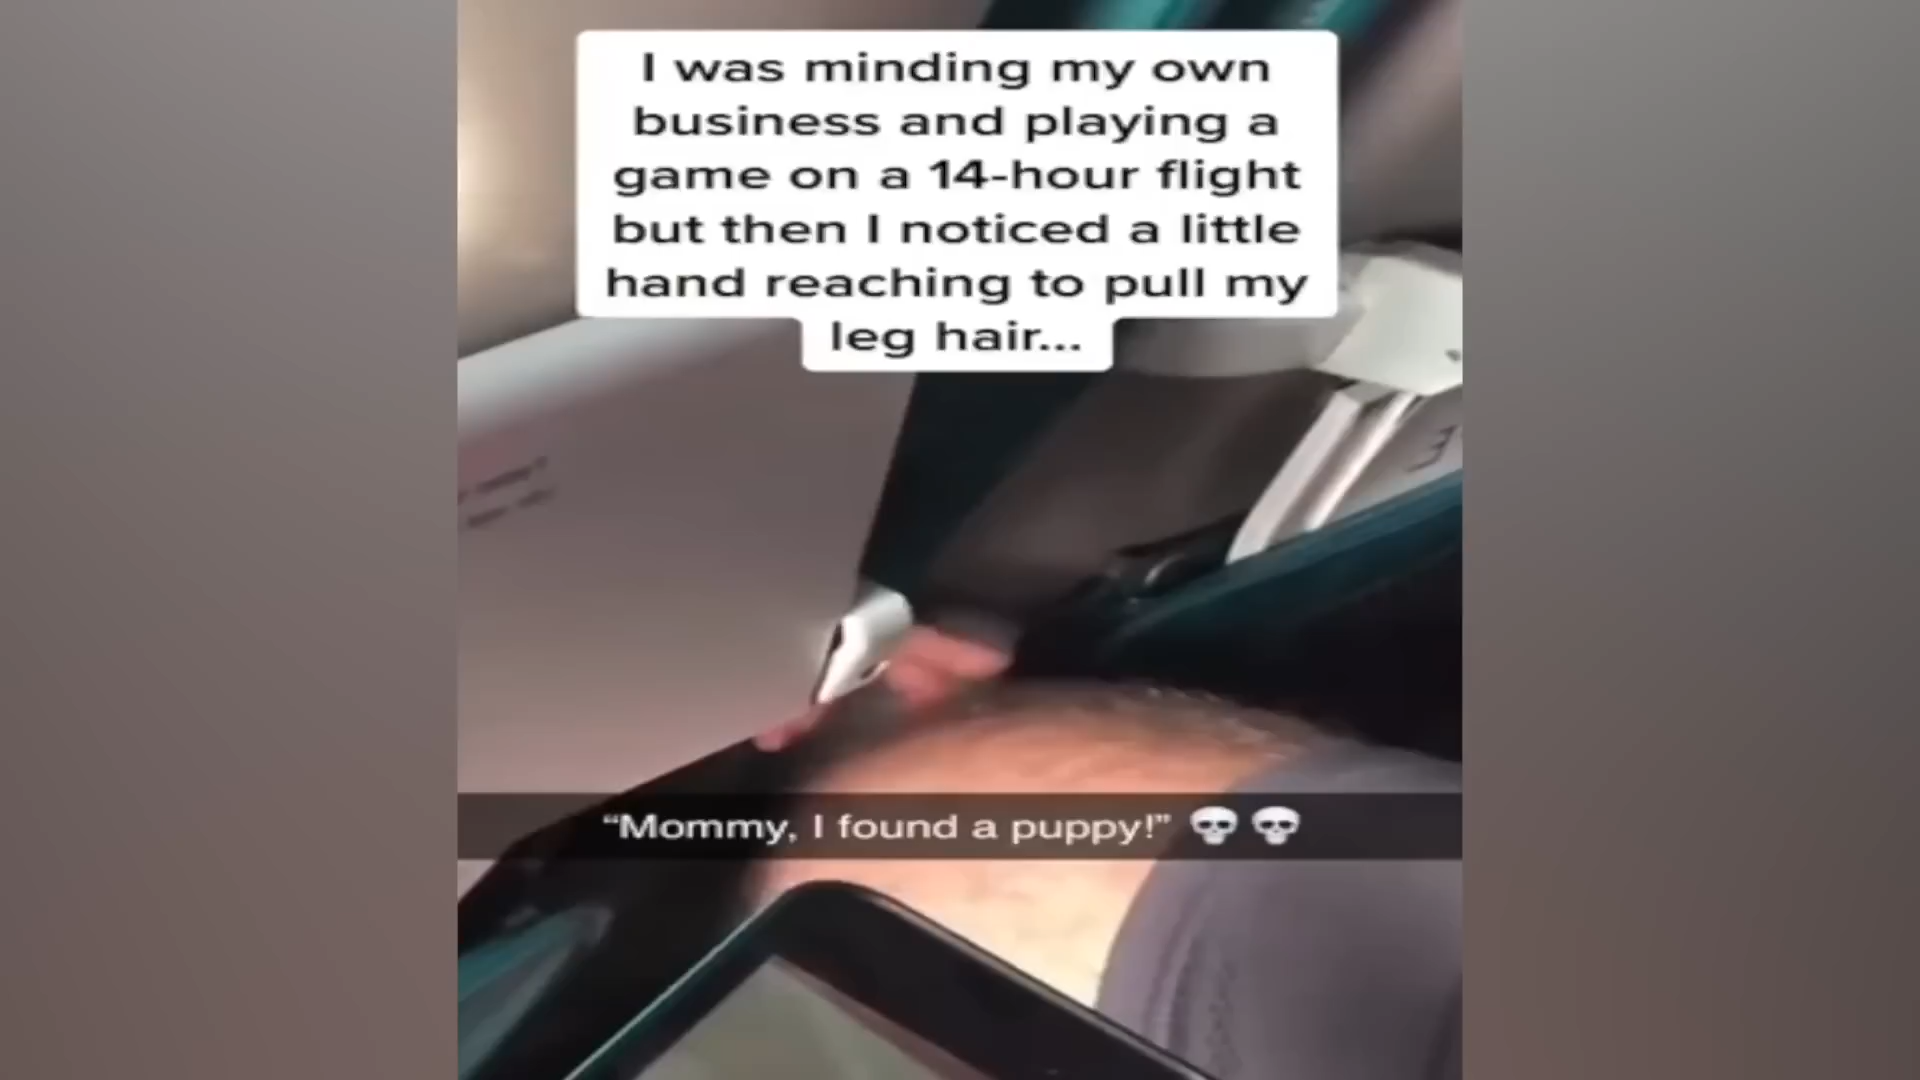 I was minding my own
business and playing a
game on a 14-hour flight
but then I noticed a little
hand reaching to pull my
leg hair...
“Mommy, I found a puppy!” 💀💀